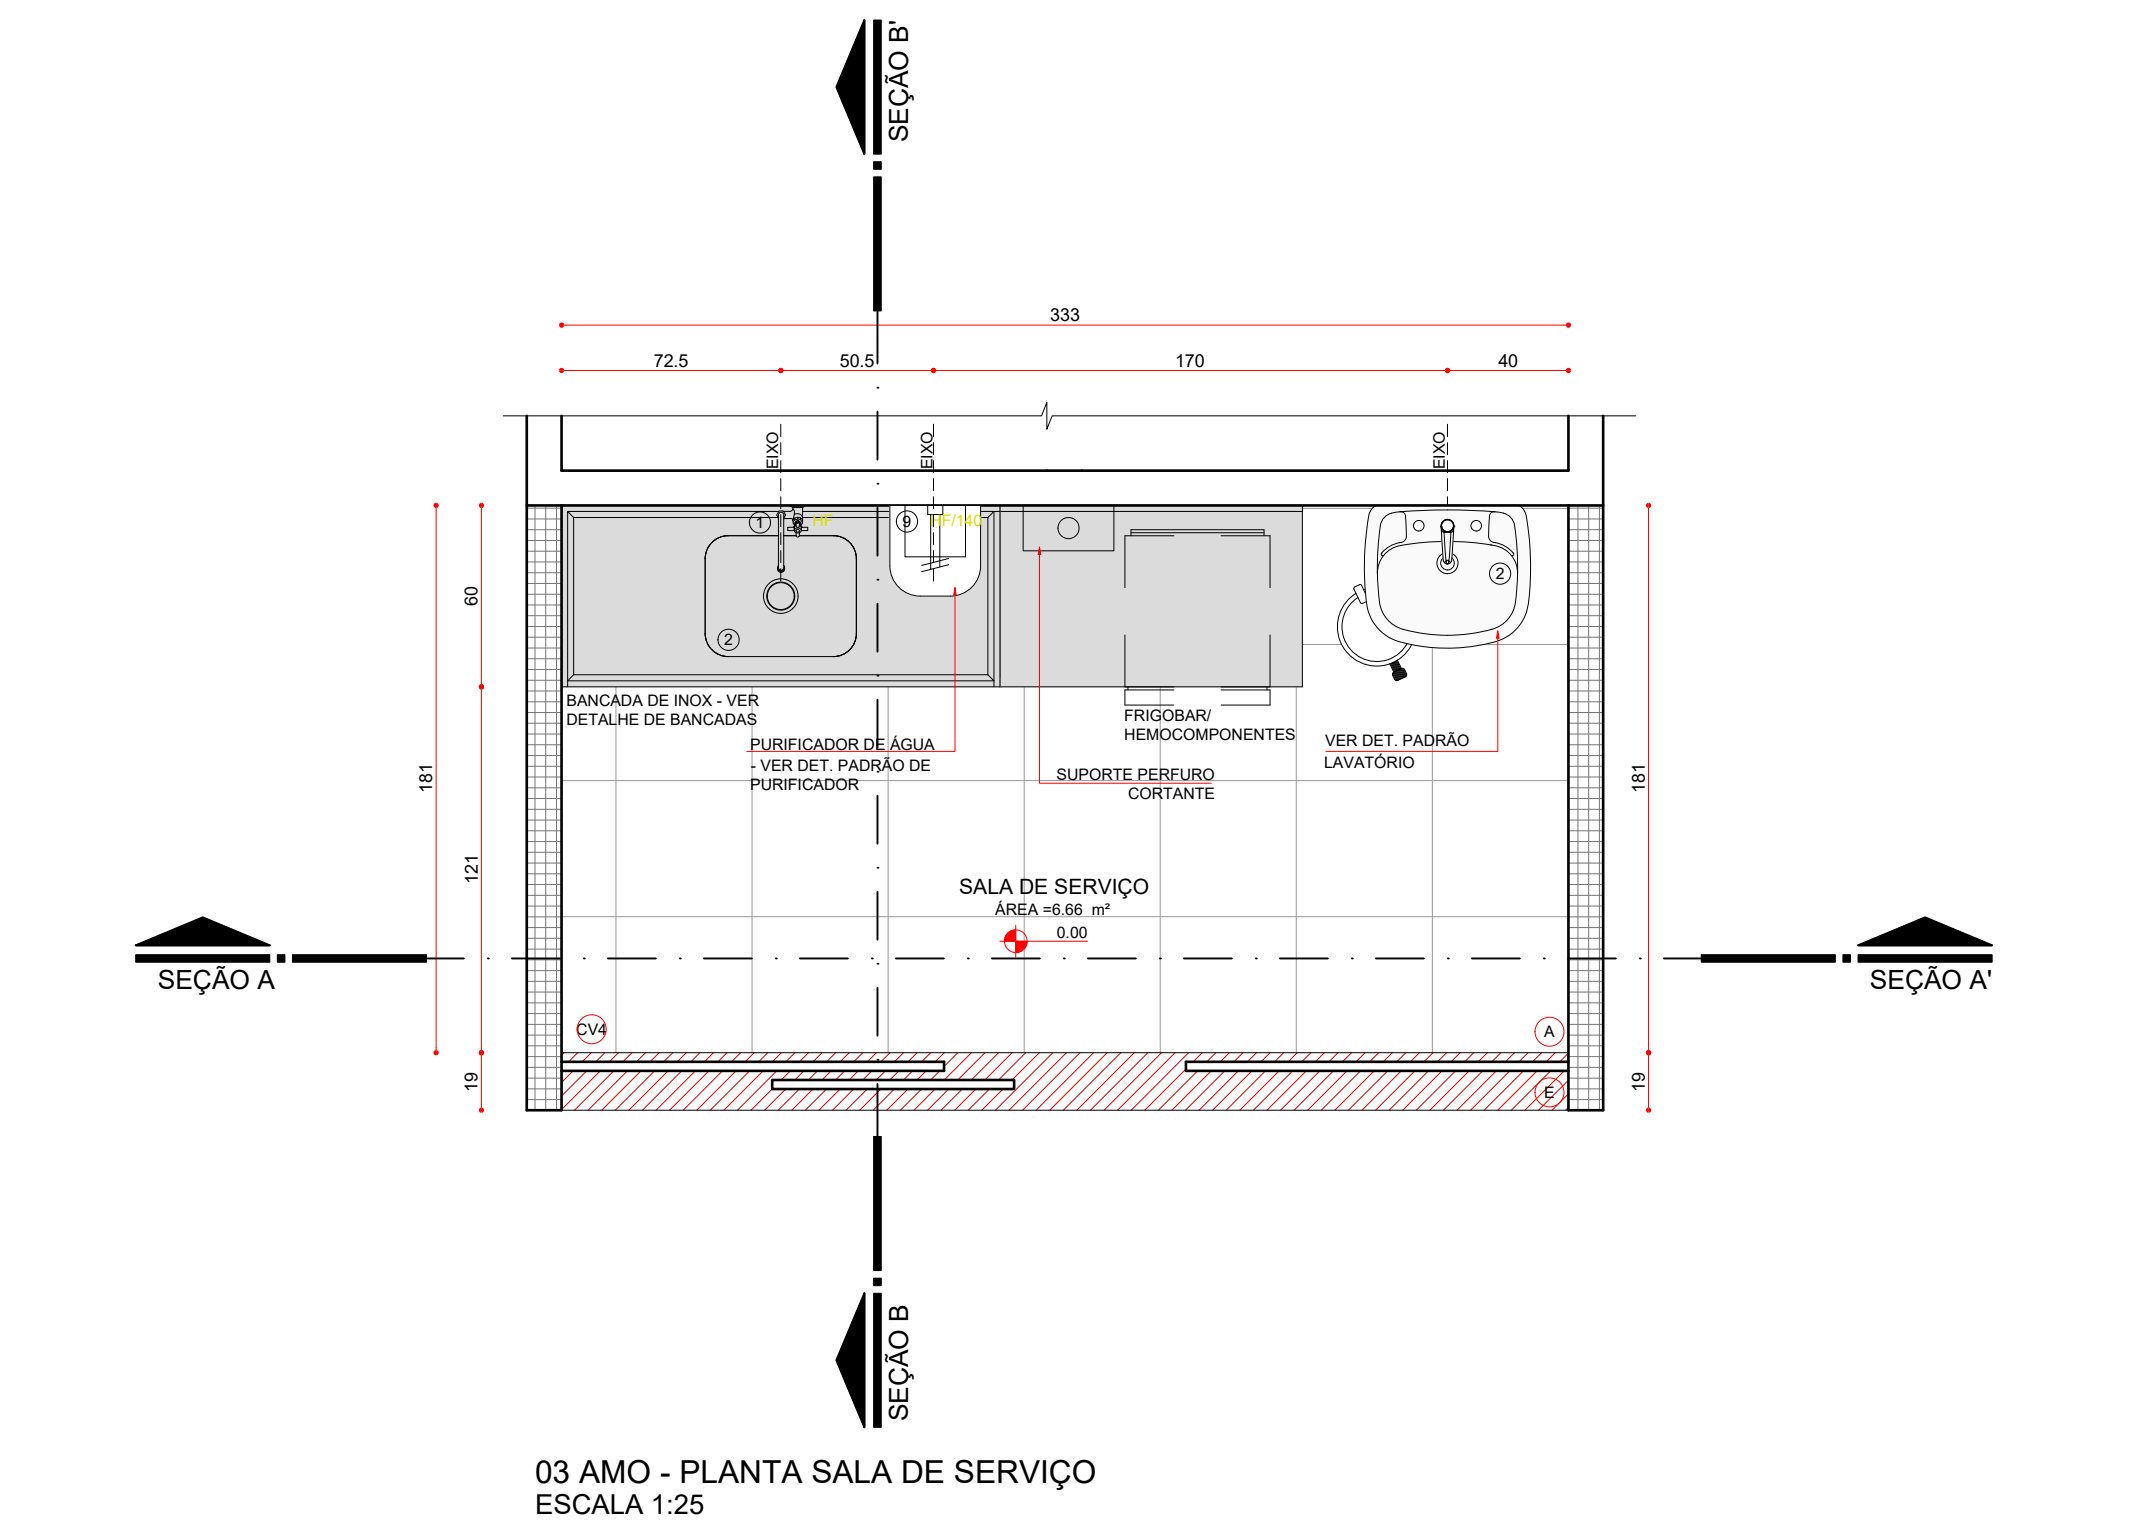 SEÇÃO B'
333
72.5
50.5
170
40
EIXO
EIXO
EIXO
1
HF
9
HF/140
2
2
60
181
121
19
181
19
BANCADA DE INOX - VER
DETALHE DE BANCADAS
PURIFICADOR DE ÁGUA
- VER DET. PADRÃO DE
PURIFICADOR
SUPORTE PERFURO
CORTANTE
FRIGOBAR/
HEMOCOMPONENTES
VER DET. PADRÃO
LAVATÓRIO
SALA DE SERVIÇO
ÁREA =6.66 m²
0.00
SEÇÃO A
SEÇÃO A'
CV4
A
E
SEÇÃO B
03 AMO - PLANTA SALA DE SERVIÇO
ESCALA 1:25